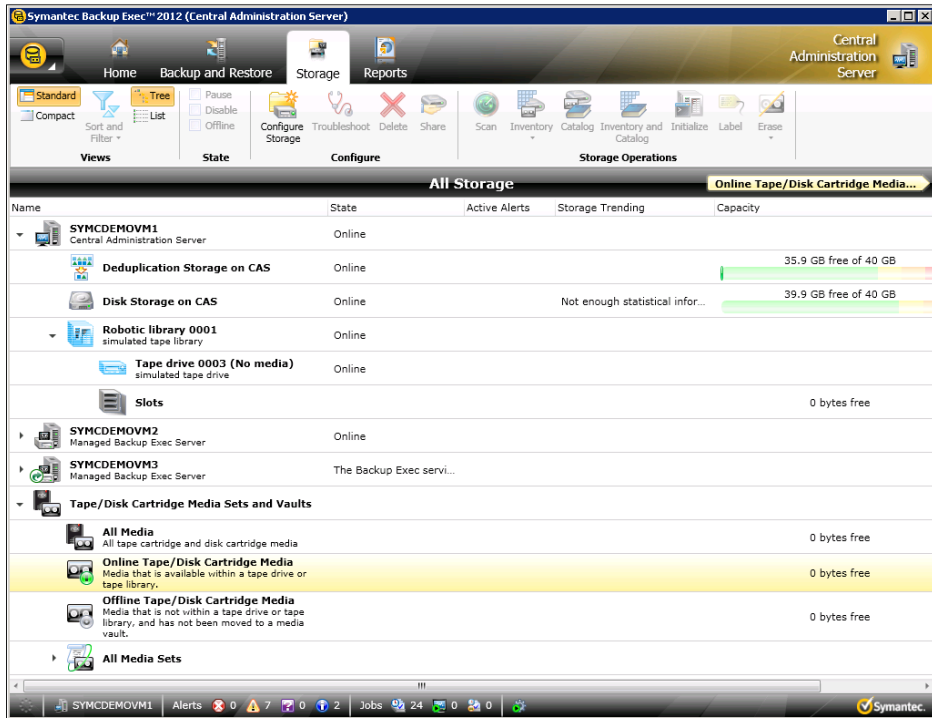 Symantec Backup Exec™ 2012 (Central Administration Server)
Home
Backup and Restore
Storage
Reports
Central
Administration
Server
Standard
Compact
Sort and
Filter
Tree
List
Views
Pause
Disable
Offline
State
Configure
Storage
Troubleshoot
Delete
Share
Configure
Scan
Inventory
Catalog
Inventory and
Catalog
Initialize
Label
Erase
Storage Operations
All Storage
Online Tape/Disk Cartridge Media...
Name State Active Alerts Storage Trending Capacity
SYMCDEMOVM1
Central Administration Server
Online
Deduplication Storage on CAS
Online
35.9 GB free of 40 GB
Disk Storage on CAS
Online
Not enough statistical infor...
39.9 GB free of 40 GB
Robotic library 0001
simulated tape library
Online
Tape drive 0003 (No media)
simulated tape drive
Online
Slots
0 bytes free
SYMCDEMOVM2
Managed Backup Exec Server
Online
SYMCDEMOVM3
Managed Backup Exec Server
The Backup Exec servi...
Tape/Disk Cartridge Media Sets and Vaults
All Media
All tape cartridge and disk cartridge media
0 bytes free
Online Tape/Disk Cartridge Media
Media that is available within a tape drive or
tape library.
0 bytes free
Offline Tape/Disk Cartridge Media
Media that is not within a tape drive or tape
library, and has not been moved to a media
vault.
0 bytes free
All Media Sets
SYMCDEMOVM1 Alerts 0 7 0 2 Jobs 24 0 0
Symantec.